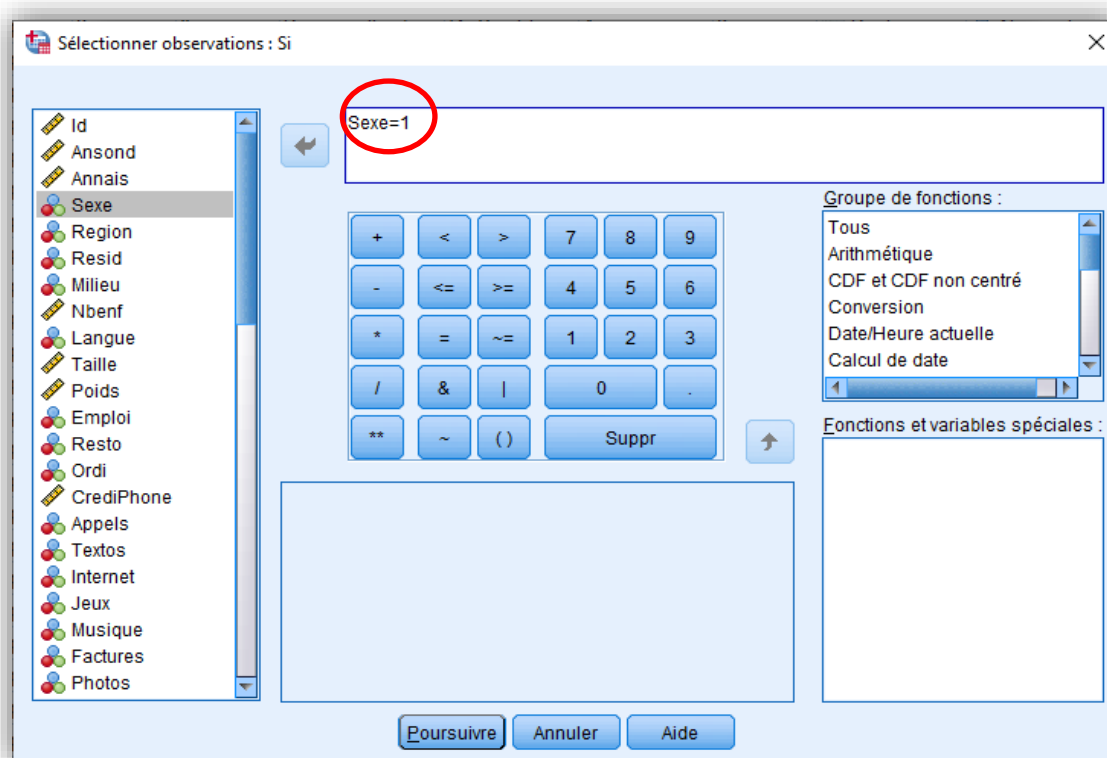 Sélectionner observations : Si
Id
Ansond
Annais
Sexe
Region
Resid
Milieu
Nbenf
Langue
Taille
Poids
Emploi
Resto
Ordi
CrediPhone
Appels
Textos
Internet
Jeux
Musique
Factures
Photos
Sexe=1
+ < > 7 8 9
- <= >= 4 5 6
* = ~= 1 2 3
/ & | 0 .
** ~ ( ) Suppr
Groupe de fonctions :
Tous
Arithmétique
CDF et CDF non centré
Conversion
Date/Heure actuelle
Calcul de date
Fonctions et variables spéciales :
Poursuivre Annuler Aide